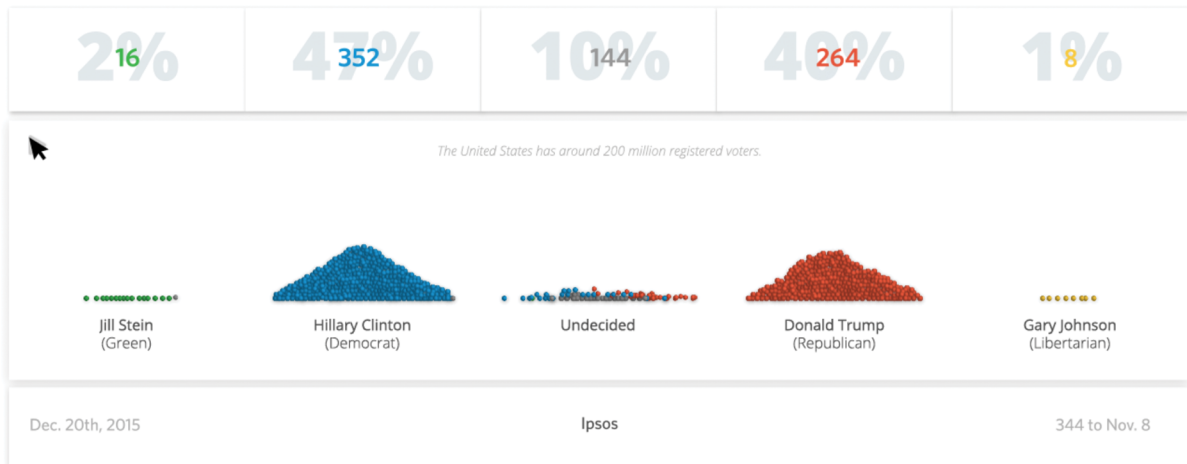 2% 16
47% 352
10% 144
40% 264
1% 8
The United States has around 200 million registered voters.
Jill Stein
(Green)
Hillary Clinton
(Democrat)
Undecided
Donald Trump
(Republican)
Gary Johnson
(Libertarian)
Dec. 20th, 2015
Ipsos
344 to Nov. 8